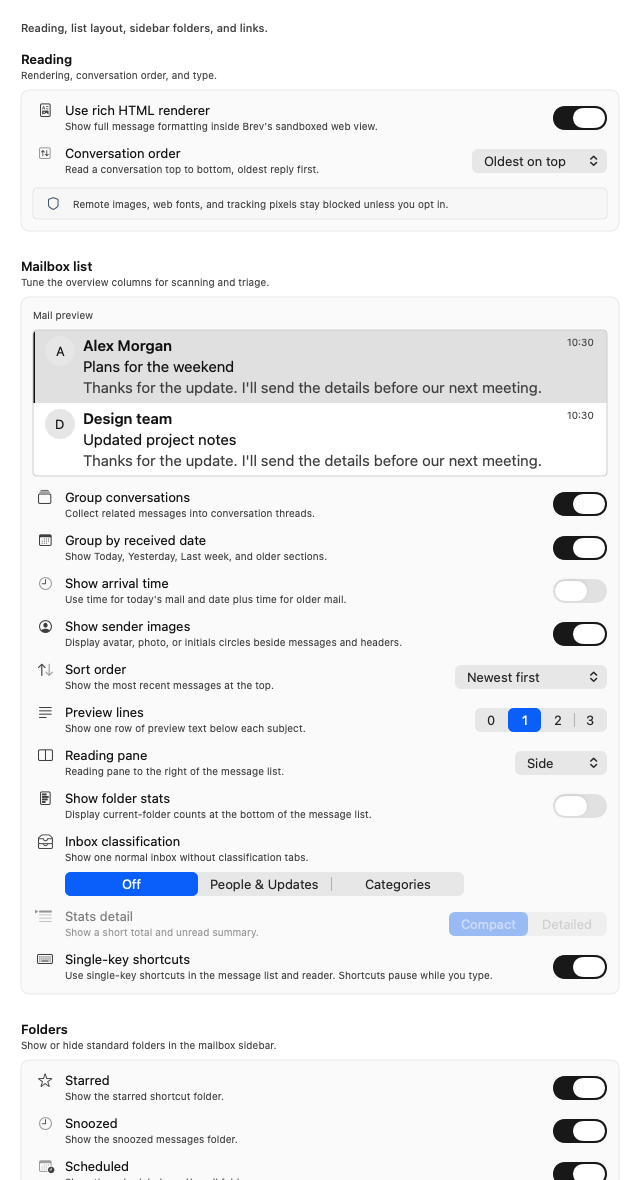 Reading, list layout, sidebar folders, and links.
Reading
Rendering, conversation order, and type.
Use rich HTML renderer
Show full message formatting inside Brev's sandboxed web view.
Conversation order
Oldest on top
Read a conversation top to bottom, oldest reply first.
Remote images, web fonts, and tracking pixels stay blocked unless you opt in.
Mailbox list
Tune the overview columns for scanning and triage.
Mail preview
A
Alex Morgan
10:30
Plans for the weekend
Thanks for the update. I'll send the details before our next meeting.
D
Design team
10:30
Updated project notes
Thanks for the update. I'll send the details before our next meeting.
Group conversations
Collect related messages into conversation threads.
Group by received date
Show Today, Yesterday, Last week, and older sections.
Show arrival time
Use time for today's mail and date plus time for older mail.
Show sender images
Display avatar, photo, or initials circles beside messages and headers.
Sort order
Newest first
Show the most recent messages at the top.
Preview lines
0 1 2 3
Show one row of preview text below each subject.
Reading pane
Side
Reading pane to the right of the message list.
Show folder stats
Display current-folder counts at the bottom of the message list.
Inbox classification
Show one normal inbox without classification tabs.
Off People & Updates Categories
Stats detail
Compact Detailed
Show a short total and unread summary.
Single-key shortcuts
Use single-key shortcuts in the message list and reader. Shortcuts pause while you type.
Folders
Show or hide standard folders in the mailbox sidebar.
Starred
Show the starred shortcut folder.
Snoozed
Show the snoozed messages folder.
Scheduled